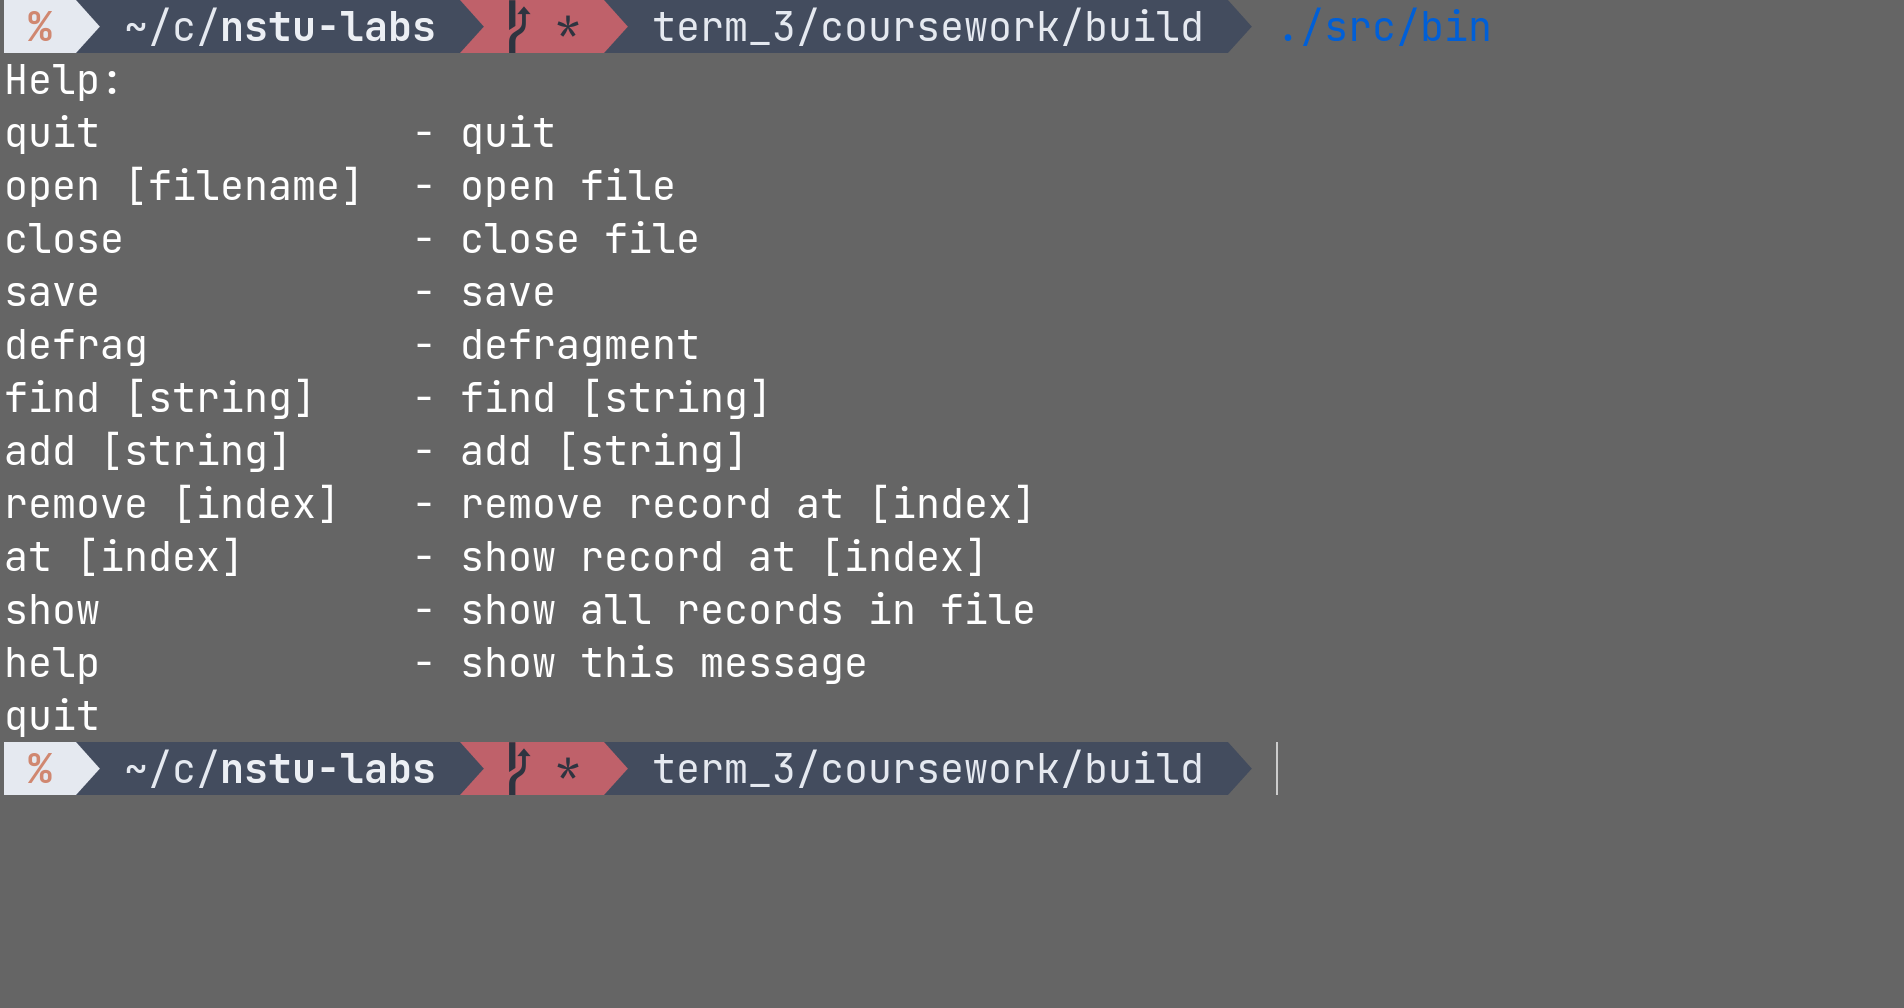 % ~/c/nstu-labs * term_3/coursework/build ./src/bin
Help:
quit             - quit
open [filename]  - open file
close            - close file
save             - save
defrag           - defragment
find [string]    - find [string]
add [string]     - add [string]
remove [index]   - remove record at [index]
at [index]       - show record at [index]
show             - show all records in file
help             - show this message
quit
% ~/c/nstu-labs * term_3/coursework/build